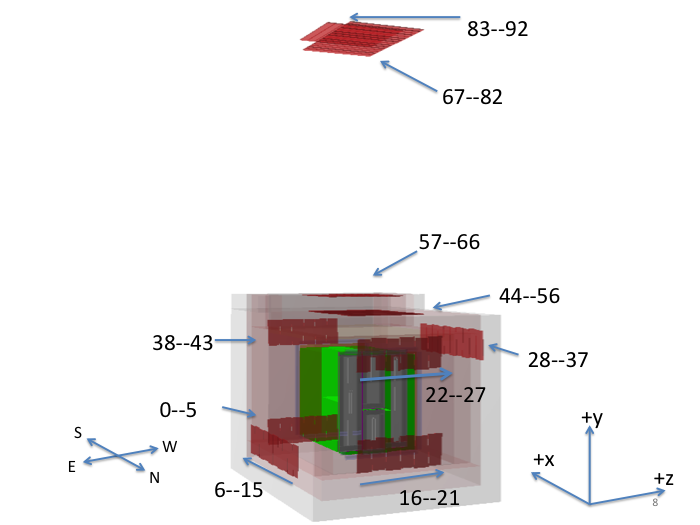 83--92
67--82
57--66
44--56
38--43
28--37
22--27
0--5
S
W
E
N
6--15
16--21
+y
+x
+z
8